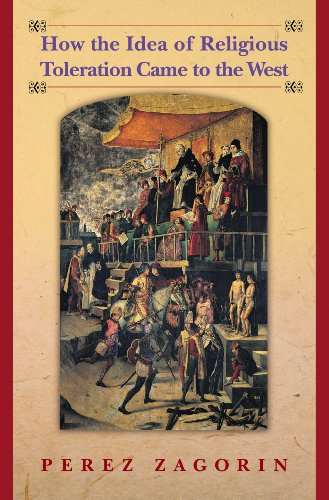 How the Idea of Religious
Toleration Came to the West
PEREZ ZAGORIN